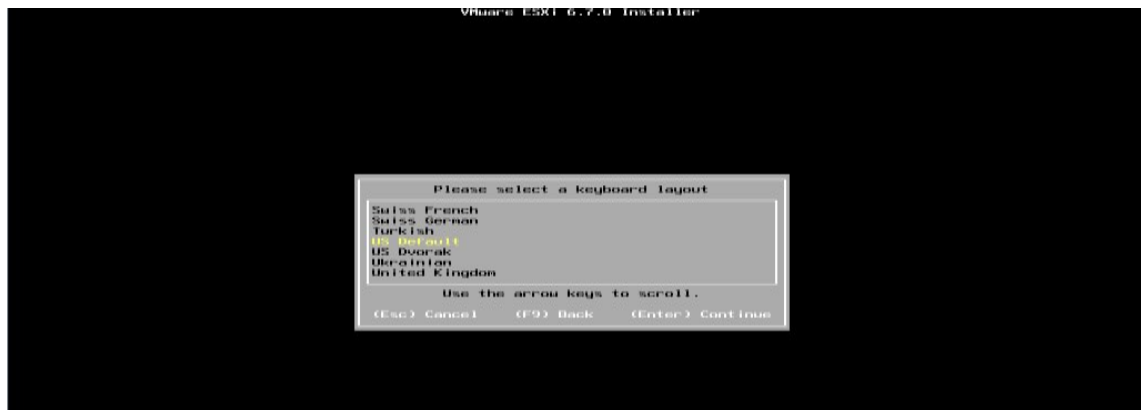 VMware ESXi 6.7.0 Installer
Please select a keyboard layout
Swiss French
Swiss German
Turkish
US Default
US Dvorak
Ukrainian
United Kingdom
Use the arrow keys to scroll.
(Esc) Cancel (F9) Back (Enter) Continue